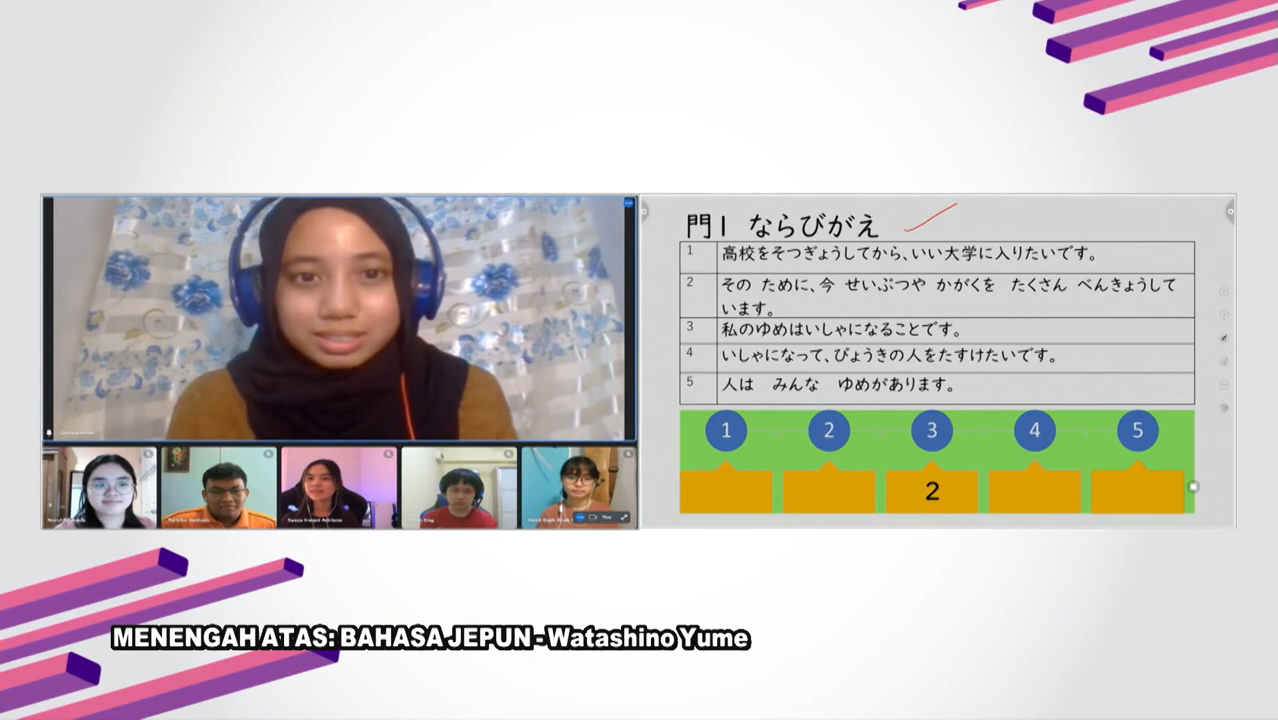 門1 ならびがえ
1 高校をそつぎょうしてから、いい大学に入りたいです。
2 その ために、今 せいぶつや かがくを たくさん べんきょうして
います。
3 私のゆめはいしゃになることです。
4 いしゃになって、びょうきの人をたすけたいです。
5 人は みんな ゆめがあります。
1 2 3 4 5
2
You
MENENGAH ATAS: BAHASA JEPUN - Watashino Yume